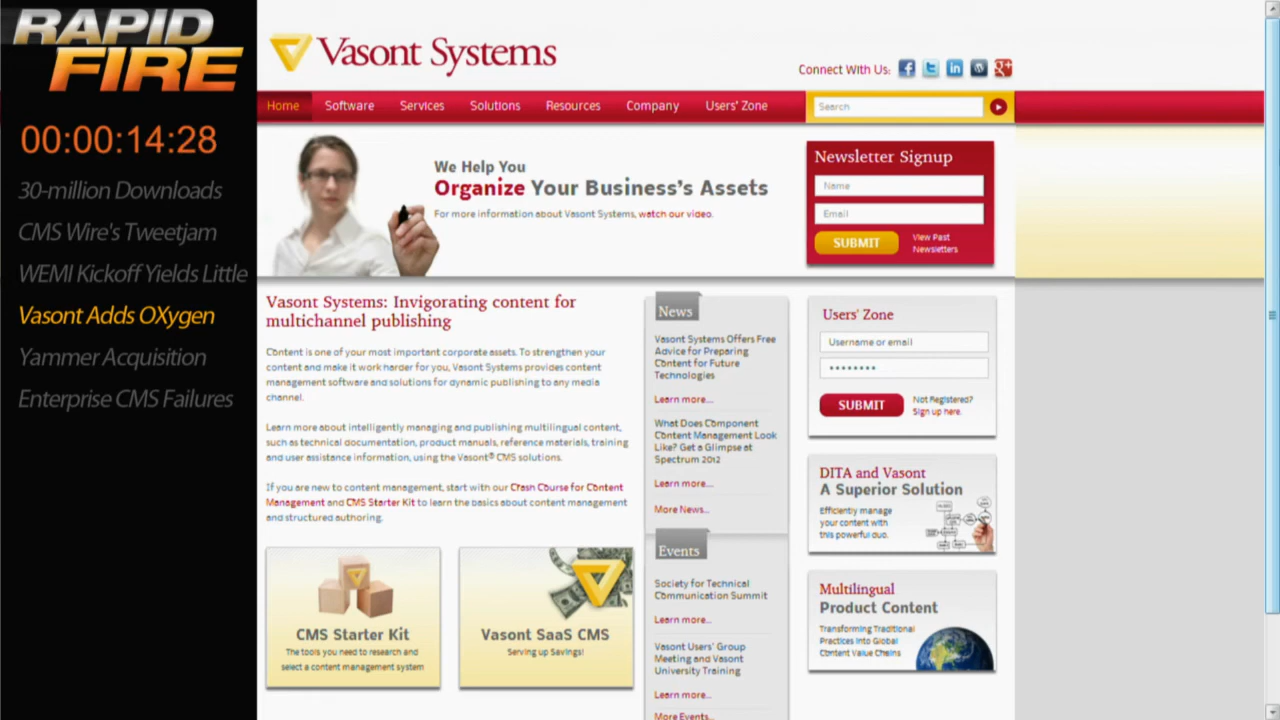 RAPID
FIRE
00:00:14:28
30-million Downloads
CMS Wire's Tweetjam
WEMI Kickoff Yields Little
Vasont Adds OXygen
Yammer Acquisition
Enterprise CMS Failures
Vasont Systems
Connect With Us:
Home Software Services Solutions Resources Company Users' Zone
Search
We Help You
Organize Your Business's Assets
For more information about Vasont Systems, watch our video.
Newsletter Signup
Name
Email
SUBMIT
View Past
Newsletters
Vasont Systems: Invigorating content for
multichannel publishing
Content is one of your most important corporate assets. To strengthen your
content and make it work harder for you, Vasont Systems provides content
management software and solutions for dynamic publishing to any media
channel.
Learn more about intelligently managing and publishing multilingual content,
such as technical documentation, product manuals, reference materials, training
and user assistance information, using the Vasont® CMS solutions.
If you are new to content management, start with our Crash Course for Content
Management and CMS Starter Kit to learn the basics about content management
and structured authoring.
CMS Starter Kit
The tools you need to research and
select a content management system
Vasont SaaS CMS
Serving up Savings!
News
Vasont Systems Offers Free
Advice for Preparing
Content for Future
Technologies
Learn more...
What Does Component
Content Management Look
Like? Get a Glimpse at
Spectrum 2012
Learn more...
More News...
Events
Society for Technical
Communication Summit
Learn more...
Vasont Users' Group
Meeting and Vasont
University Training
Learn more...
More Events...
Users' Zone
Username or email
••••••••
SUBMIT
Not Registered?
Sign up here.
DITA and Vasont
A Superior Solution
Efficiently manage
your content with
this powerful duo.
Multilingual
Product Content
Transforming Traditional
Practices Into Global
Content Value Chains